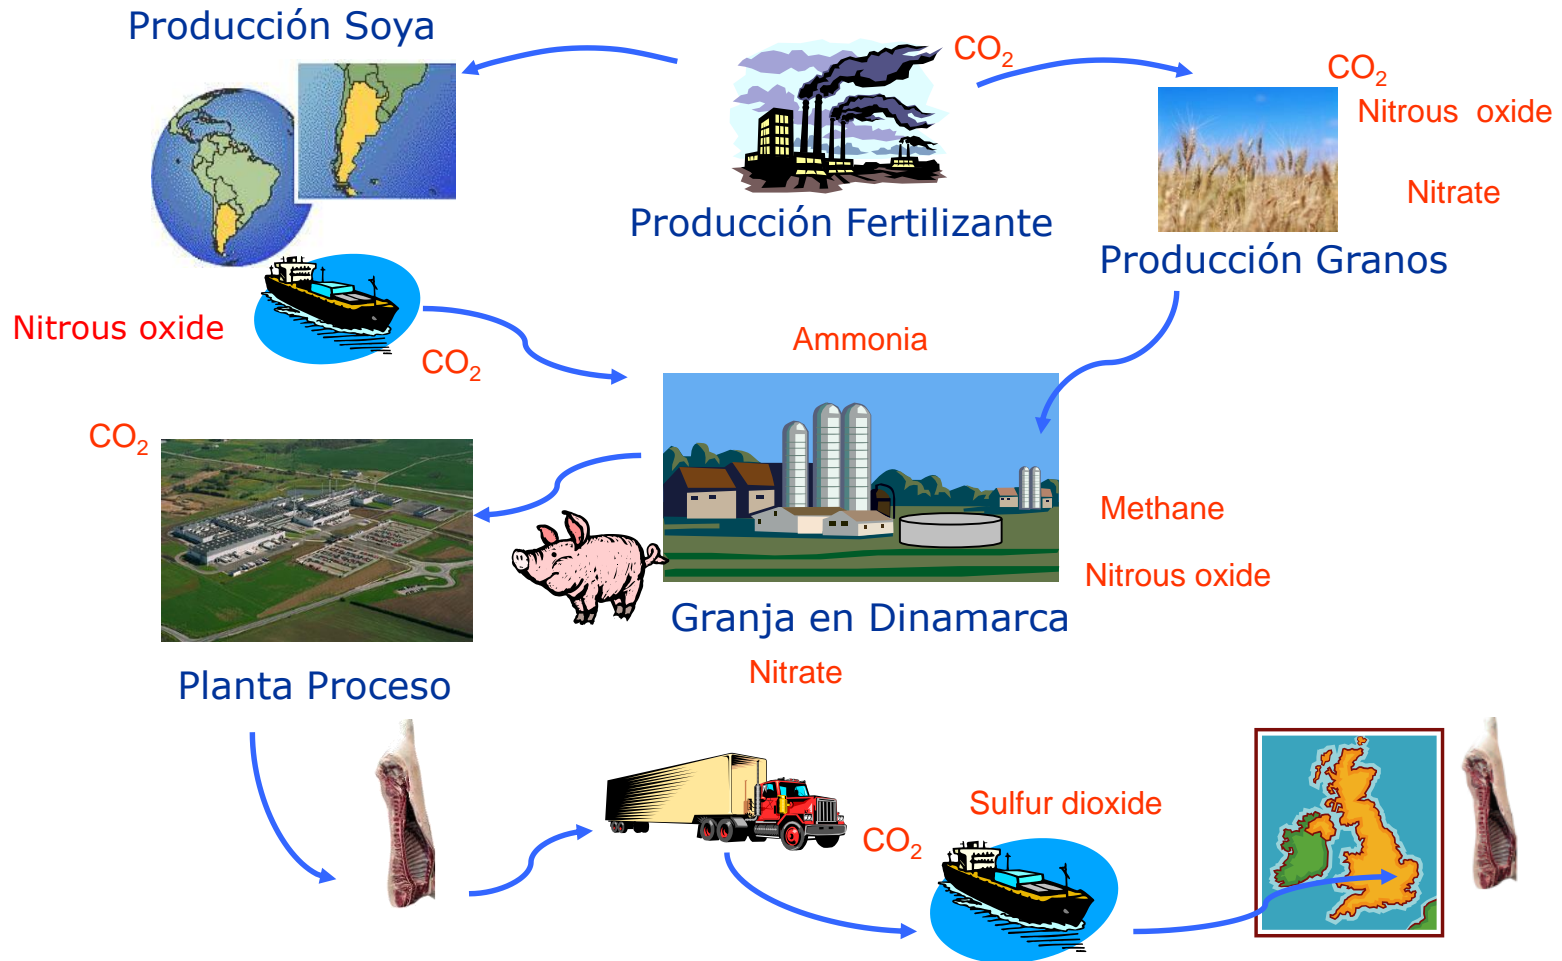 Producción Soya
CO2
CO2
Nitrous oxide
Nitrate
Producción Fertilizante
Producción Granos
Nitrous oxide
CO2
Ammonia
CO2
Methane
Nitrous oxide
Granja en Dinamarca
Nitrate
Planta Proceso
Sulfur dioxide
CO2